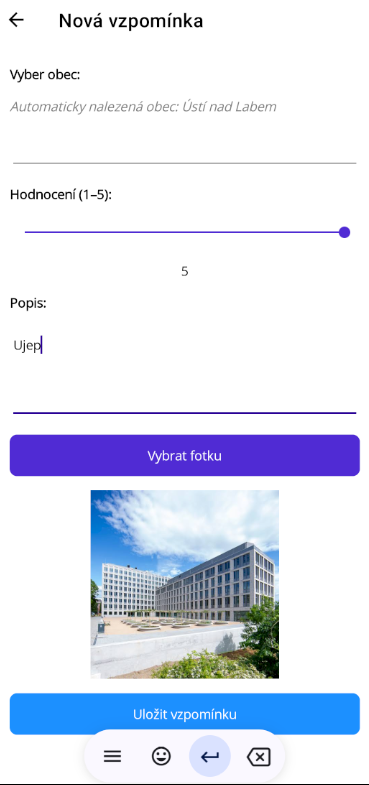 Nová vzpomínka
Vyber obec:
Automaticky nalezená obec: Ústí nad Labem
Hodnocení (1–5):
5
Popis:
Ujep
Vybrat fotku
Uložit vzpomínku